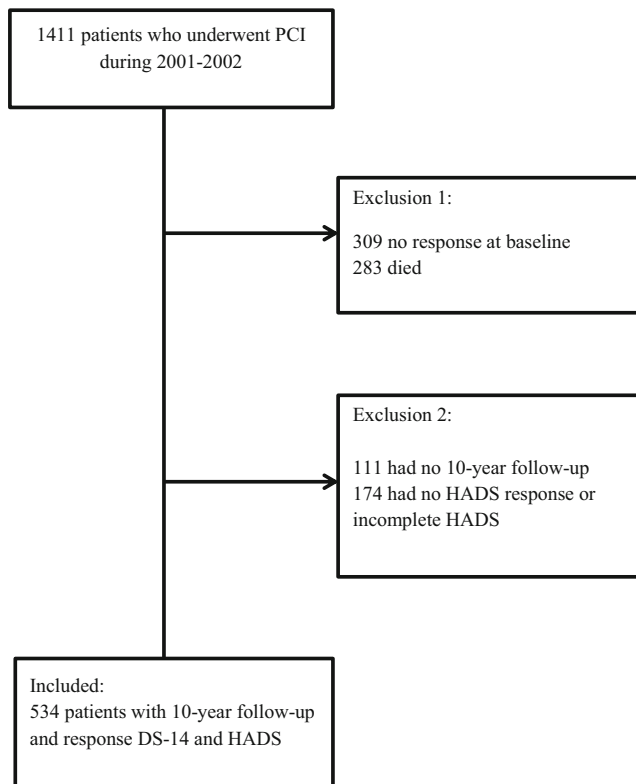 1411 patients who underwent PCI
during 2001-2002
Exclusion 1:
309 no response at baseline
283 died
Exclusion 2:
111 had no 10-year follow-up
174 had no HADS response or
incomplete HADS
Included:
534 patients with 10-year follow-up
and response DS-14 and HADS